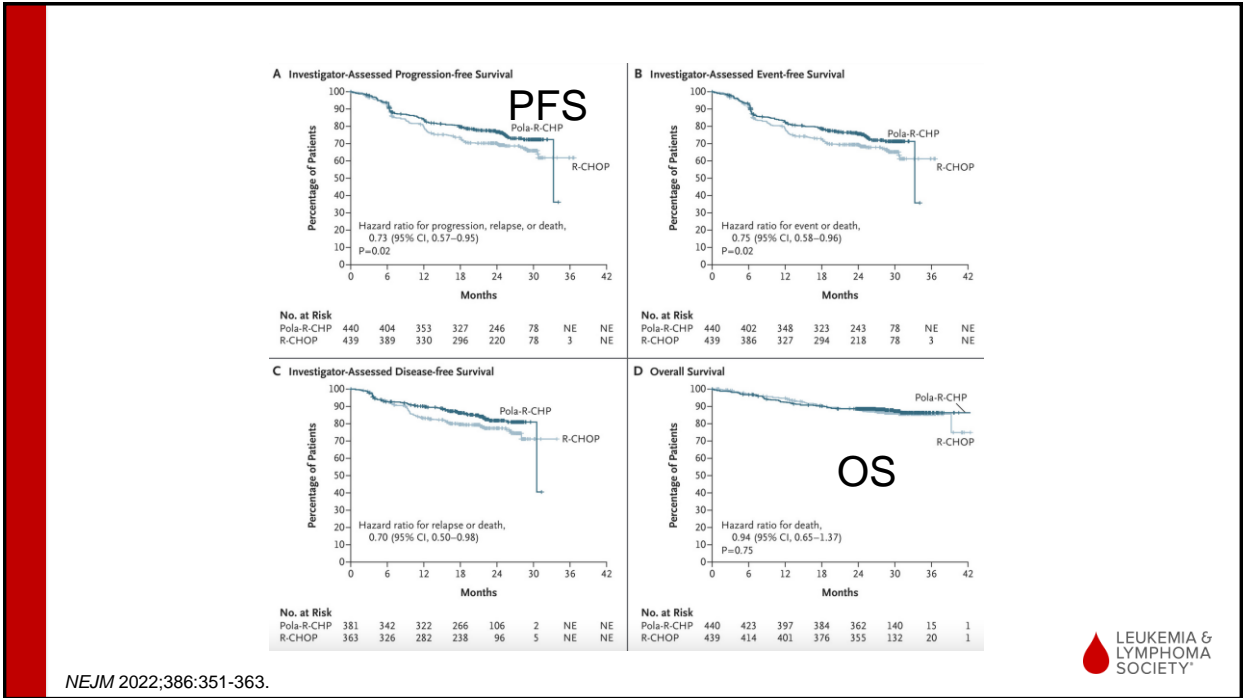 A Investigator-Assessed Progression-free Survival
PFS
100
90
80
70
60
50
40
30
20
10
0
Percentage of Patients
Pola-R-CHP
R-CHOP
Hazard ratio for progression, relapse, or death,
0.73 (95% CI, 0.57–0.95)
P=0.02
0 6 12 18 24 30 36 42
Months
No. at Risk
Pola-R-CHP 440 404 353 327 246 78 NE NE
R-CHOP 439 389 330 296 220 78 3 NE
B Investigator-Assessed Event-free Survival
100
90
80
70
60
50
40
30
20
10
0
Percentage of Patients
Pola-R-CHP
R-CHOP
Hazard ratio for event or death,
0.75 (95% CI, 0.58–0.96)
P=0.02
0 6 12 18 24 30 36 42
Months
No. at Risk
Pola-R-CHP 440 402 348 323 243 78 NE NE
R-CHOP 439 386 327 294 218 78 3 NE
C Investigator-Assessed Disease-free Survival
100
90
80
70
60
50
40
30
20
10
0
Percentage of Patients
Pola-R-CHP
R-CHOP
Hazard ratio for relapse or death,
0.70 (95% CI, 0.50–0.98)
0 6 12 18 24 30 36 42
Months
No. at Risk
Pola-R-CHP 381 342 322 266 106 2 NE NE
R-CHOP 363 326 282 238 96 5 NE NE
D Overall Survival
100
90
80
70
60
50
40
30
20
10
0
Percentage of Patients
Pola-R-CHP
R-CHOP
OS
Hazard ratio for death,
0.94 (95% CI, 0.65–1.37)
P=0.75
0 6 12 18 24 30 36 42
Months
No. at Risk
Pola-R-CHP 440 423 397 384 362 140 15 1
R-CHOP 439 414 401 376 355 132 20 1
NEJM 2022;386:351-363.
LEUKEMIA &
LYMPHOMA
SOCIETY®